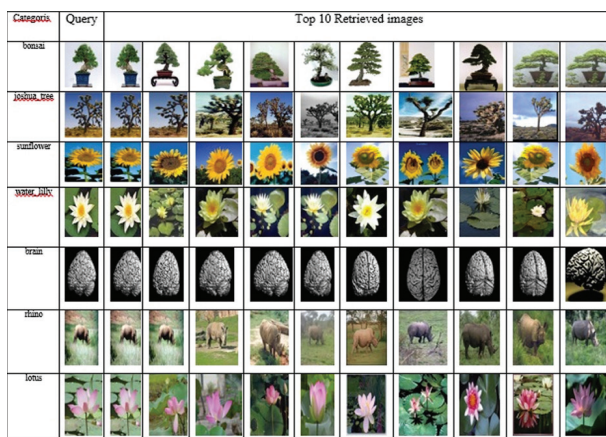 Categoris. Query Top 10 Retrieved images
bonsai
joshua_tree
sunflower
water_lilly
brain
rhino
lotus